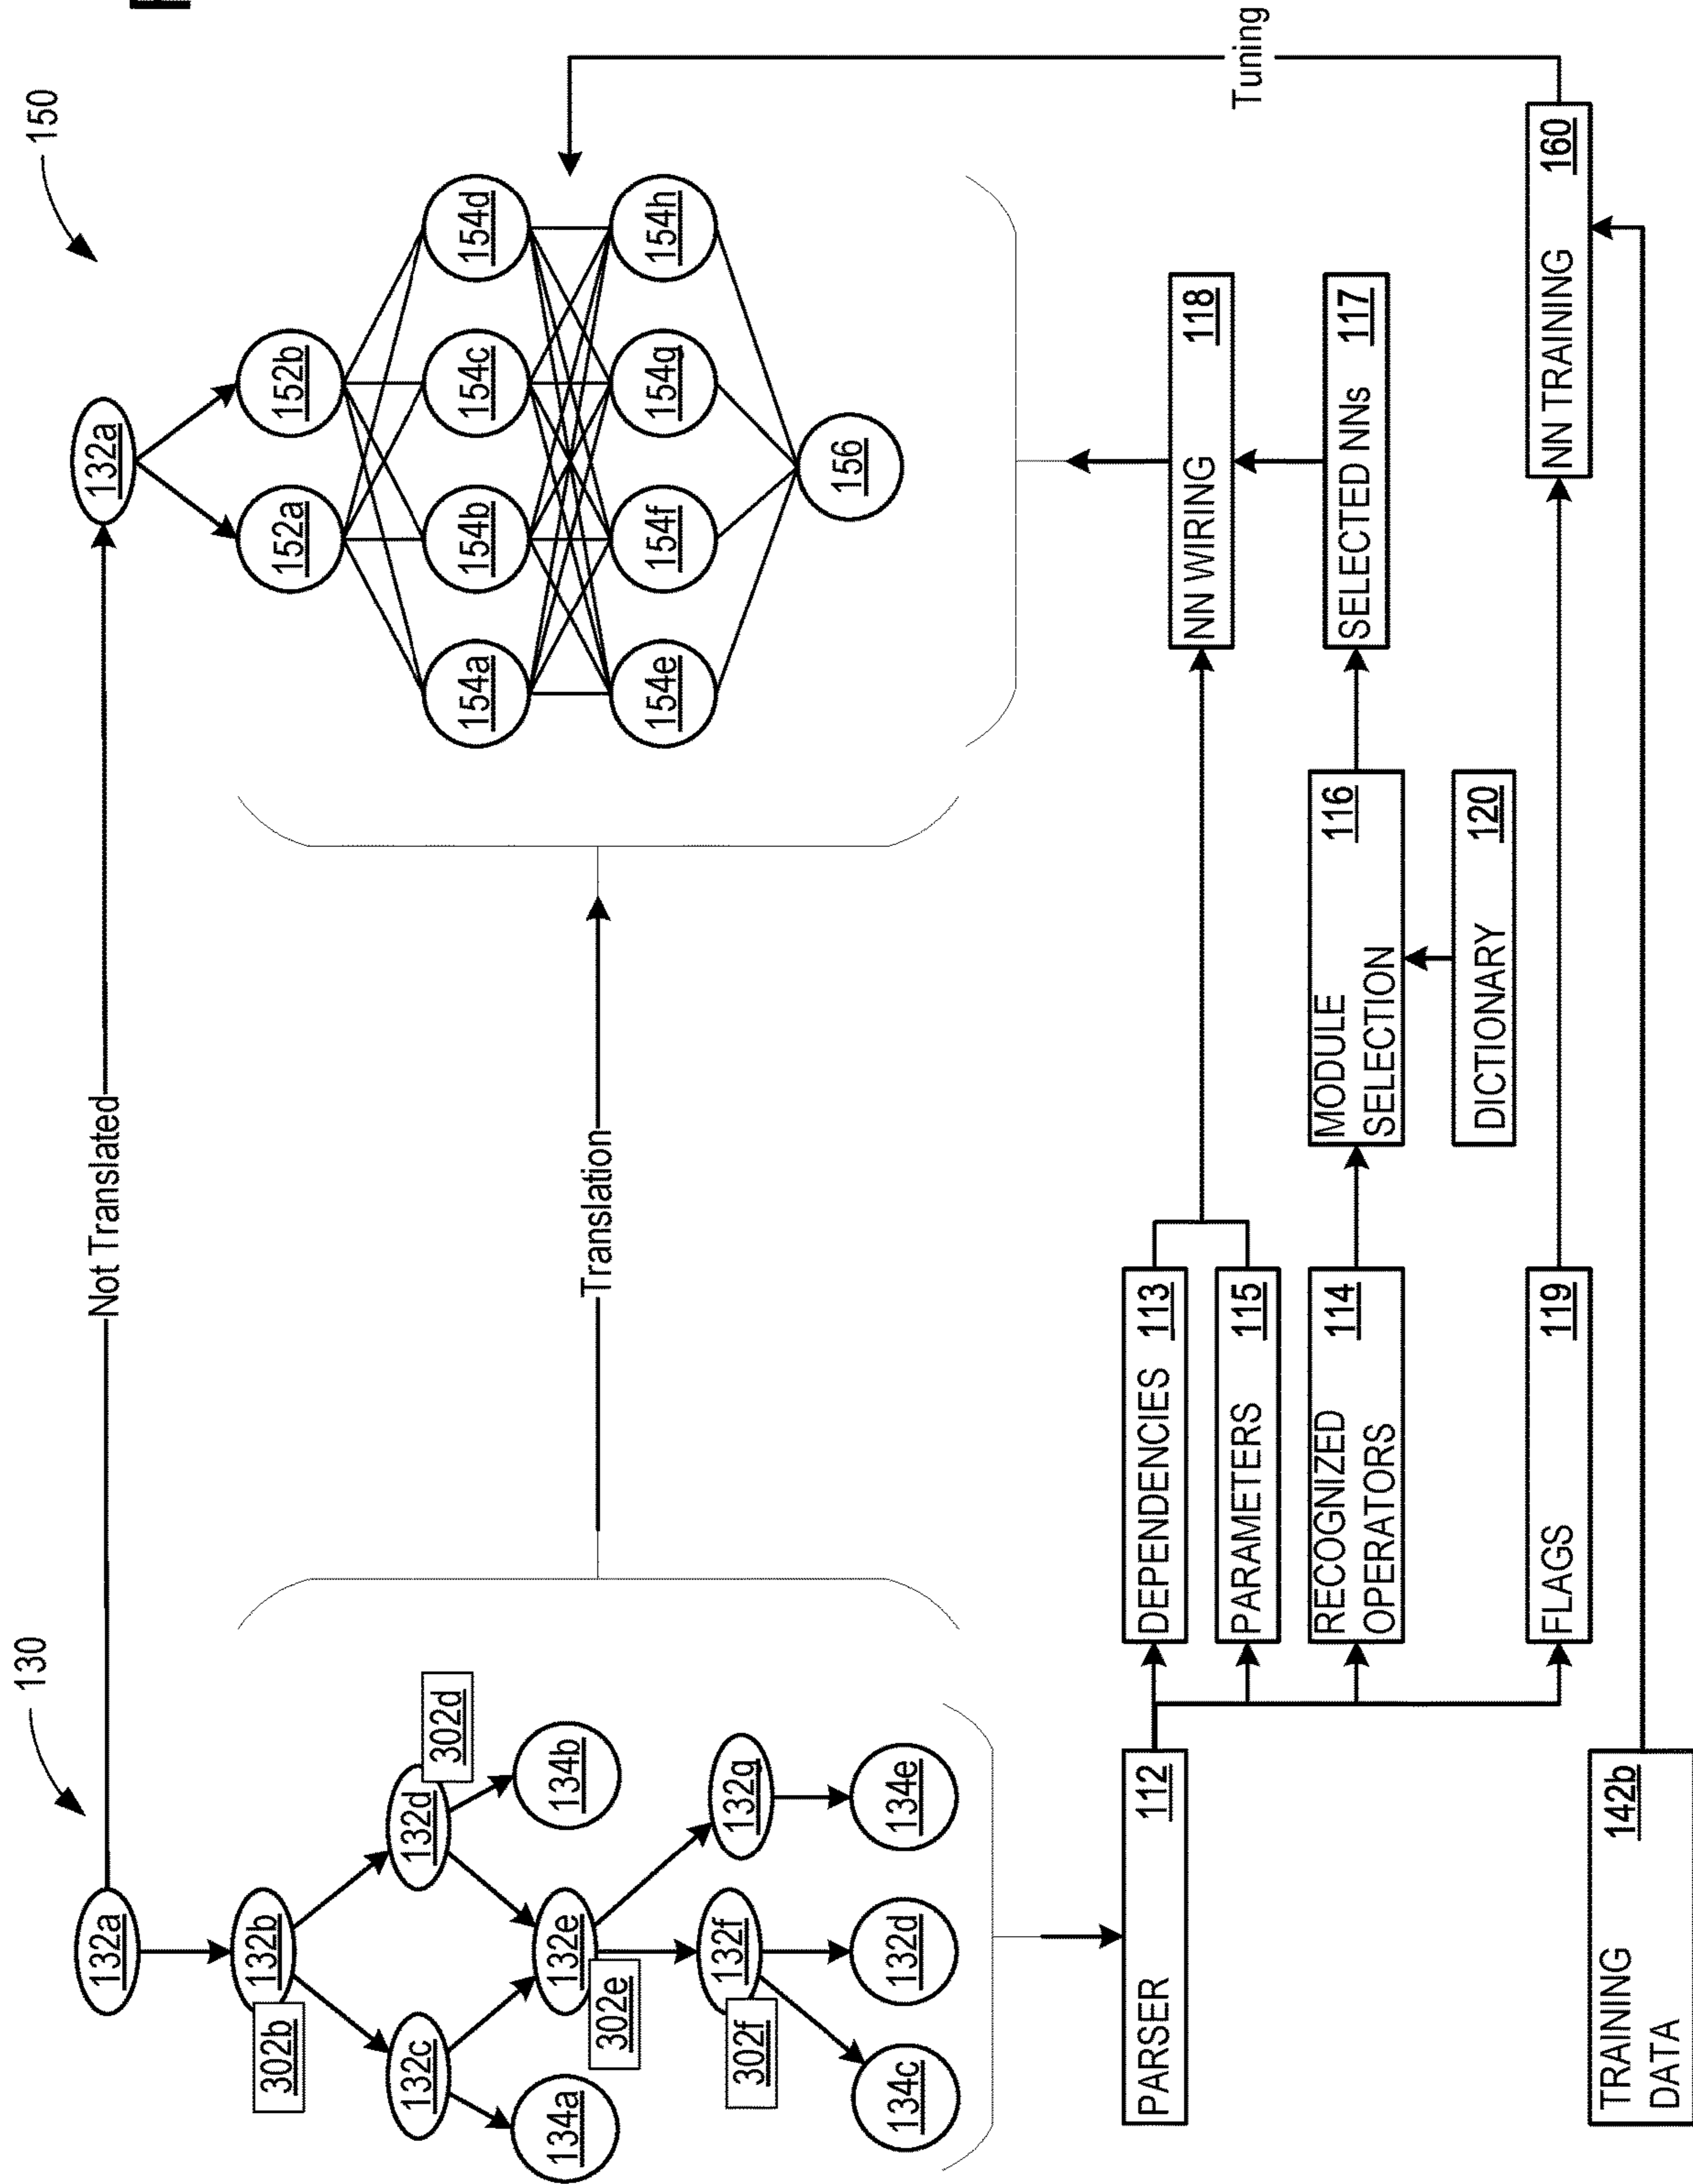 130
132a
Not Translated
132a
150
132b
302b
132c
132d
302d
134a
134b
132e
302e
132f
302f
132g
134c
132d
134e
Translation
152a
152b
154a
154b
154c
154d
154e
154f
154g
154h
156
Tuning
PARSER 112
DEPENDENCIES 113
PARAMETERS 115
RECOGNIZED
OPERATORS 114
FLAGS 119
MODULE
SELECTION 116
DICTIONARY 120
NN WIRING 118
SELECTED NNs 117
NN TRAINING 160
TRAINING
DATA 142b